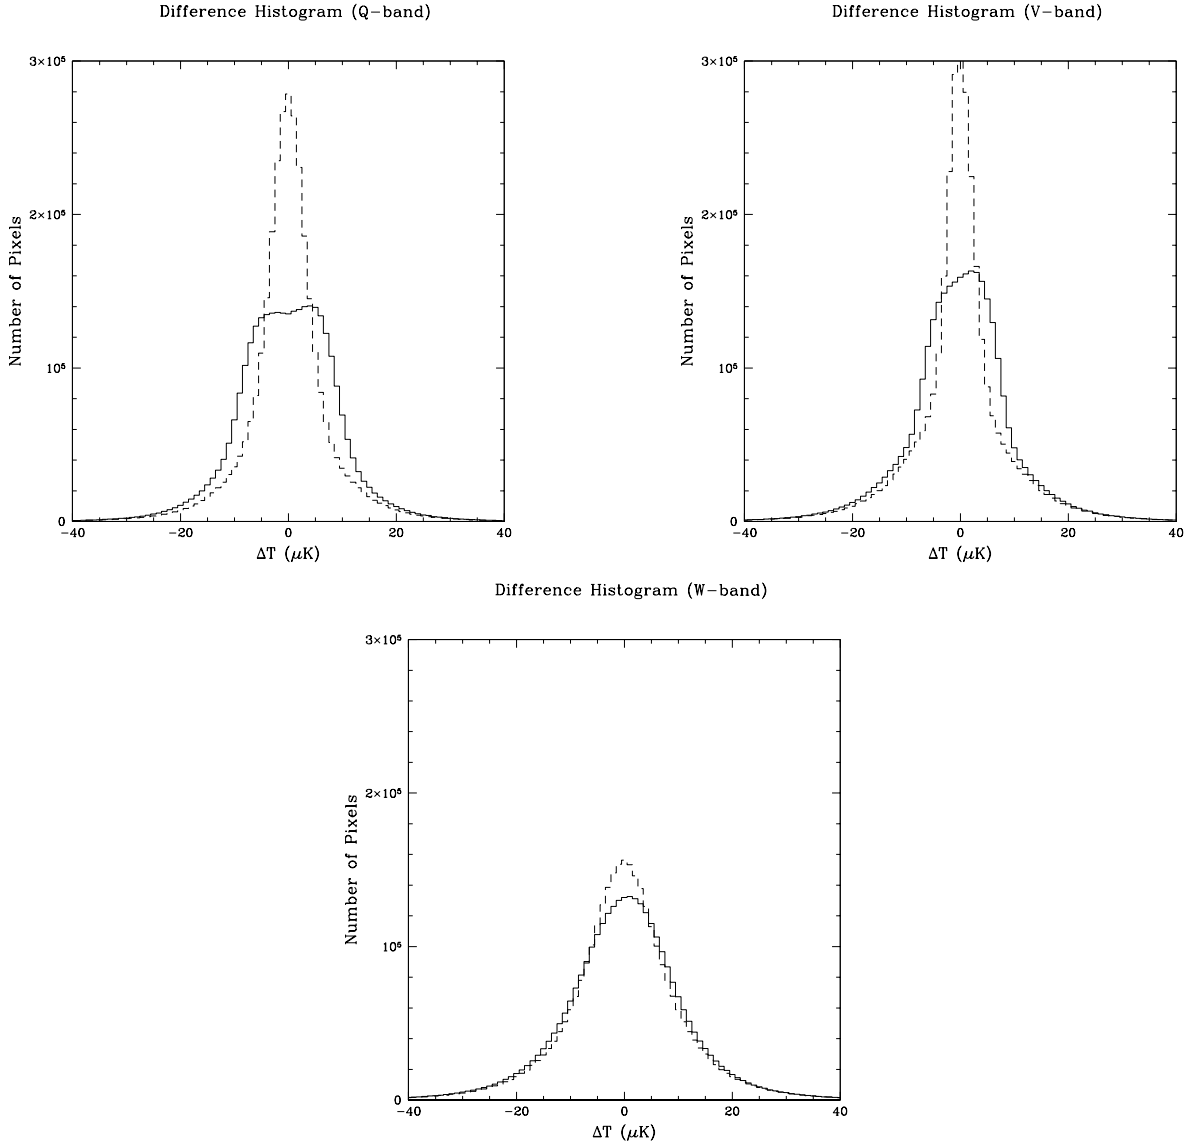 Difference Histogram (Q-band)
3×10⁵
2×10⁵
10⁵
0
Number of Pixels
-40 -20 0 20 40
ΔT (μK)
Difference Histogram (V-band)
3×10⁵
2×10⁵
10⁵
0
Number of Pixels
-40 -20 0 20 40
ΔT (μK)
Difference Histogram (W-band)
3×10⁵
2×10⁵
10⁵
0
Number of Pixels
-40 -20 0 20 40
ΔT (μK)